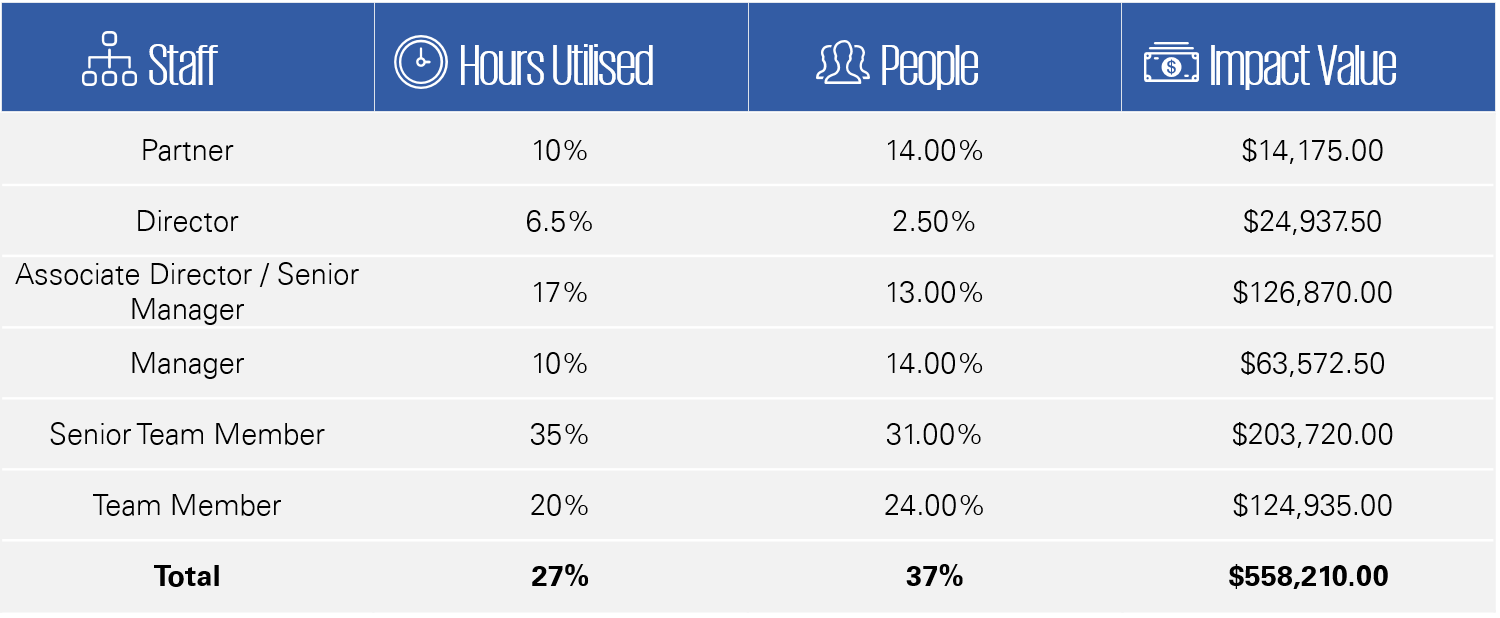 Staff Hours Utilised People Impact Value
Partner 10% 14.00% $14,175.00
Director 6.5% 2.50% $24,937.50
Associate Director / Senior
Manager 17% 13.00% $126,870.00
Manager 10% 14.00% $63,572.50
Senior Team Member 35% 31.00% $203,720.00
Team Member 20% 24.00% $124,935.00
Total 27% 37% $558,210.00